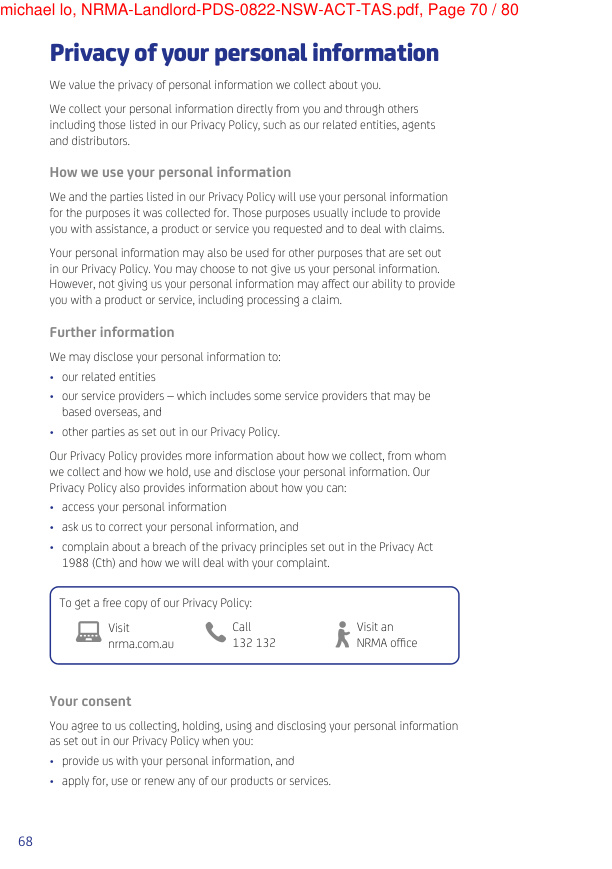 michael lo, NRMA-Landlord-PDS-0822-NSW-ACT-TAS.pdf, Page 70 / 80
Privacy of your personal information
We value the privacy of personal information we collect about you.
We collect your personal information directly from you and through others
including those listed in our Privacy Policy, such as our related entities, agents
and distributors.
How we use your personal information
We and the parties listed in our Privacy Policy will use your personal information
for the purposes it was collected for. Those purposes usually include to provide
you with assistance, a product or service you requested and to deal with claims.
Your personal information may also be used for other purposes that are set out
in our Privacy Policy. You may choose to not give us your personal information.
However, not giving us your personal information may affect our ability to provide
you with a product or service, including processing a claim.
Further information
We may disclose your personal information to:
• our related entities
• our service providers – which includes some service providers that may be
based overseas, and
• other parties as set out in our Privacy Policy.
Our Privacy Policy provides more information about how we collect, from whom
we collect and how we hold, use and disclose your personal information. Our
Privacy Policy also provides information about how you can:
• access your personal information
• ask us to correct your personal information, and
• complain about a breach of the privacy principles set out in the Privacy Act
1988 (Cth) and how we will deal with your complaint.
To get a free copy of our Privacy Policy:
Visit
nrma.com.au
Call
132 132
Visit an
NRMA office
Your consent
You agree to us collecting, holding, using and disclosing your personal information
as set out in our Privacy Policy when you:
• provide us with your personal information, and
• apply for, use or renew any of our products or services.
68